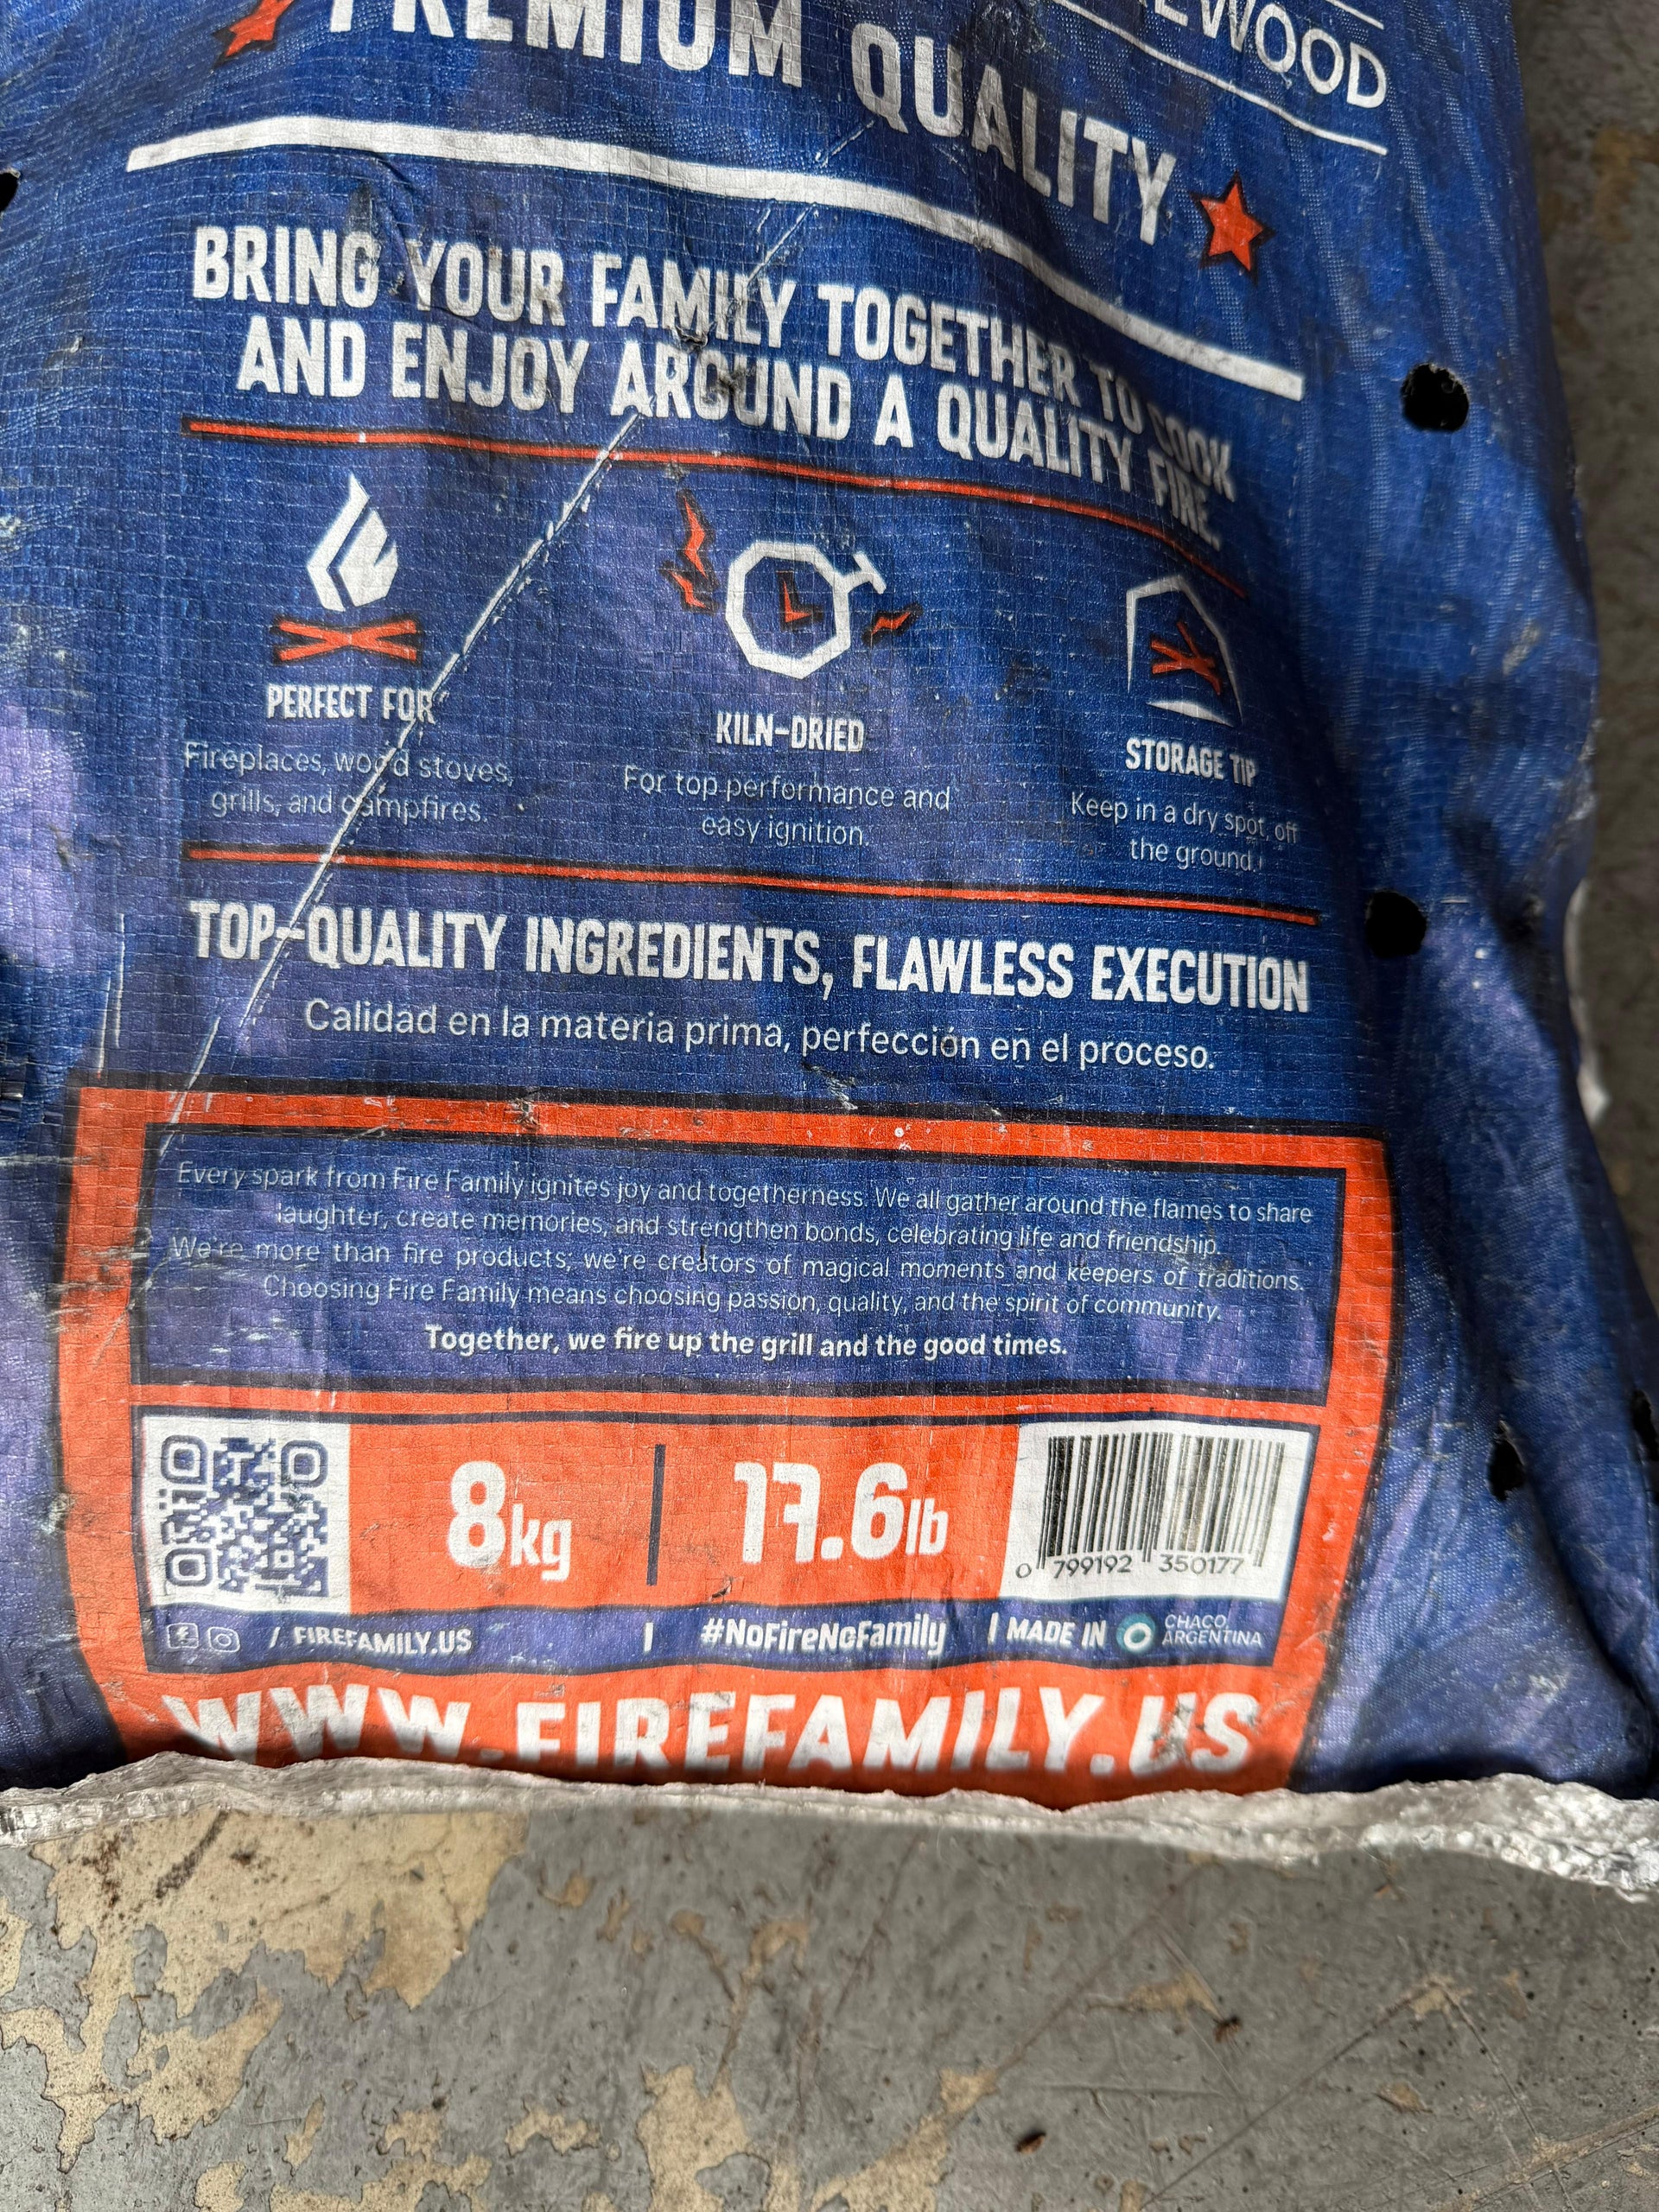 PREMIUM QUALITY
BRING YOUR FAMILY TOGETHER TO COOK
AND ENJOY AROUND A QUALITY FIRE.
PERFECT FOR
Fireplaces, wood stoves,
grills, and campfires.
KILN-DRIED
For top performance and
easy ignition.
STORAGE TIP
Keep in a dry spot, off
the ground.
TOP-QUALITY INGREDIENTS, FLAWLESS EXECUTION
Calidad en la materia prima, perfección en el proceso.
Every spark from Fire Family ignites joy and togetherness. We all gather around the flames to share
laughter, create memories, and strengthen bonds, celebrating life and friendship.
We're more than fire products; we're creators of magical moments and keepers of traditions.
Choosing Fire Family means choosing passion, quality, and the spirit of community.
Together, we fire up the grill and the good times.
8kg | 17.6lb
0 799192 350177
/ FIREFAMILY.US | #NoFireNoFamily | MADE IN CHACO ARGENTINA
WWW.FIREFAMILY.US